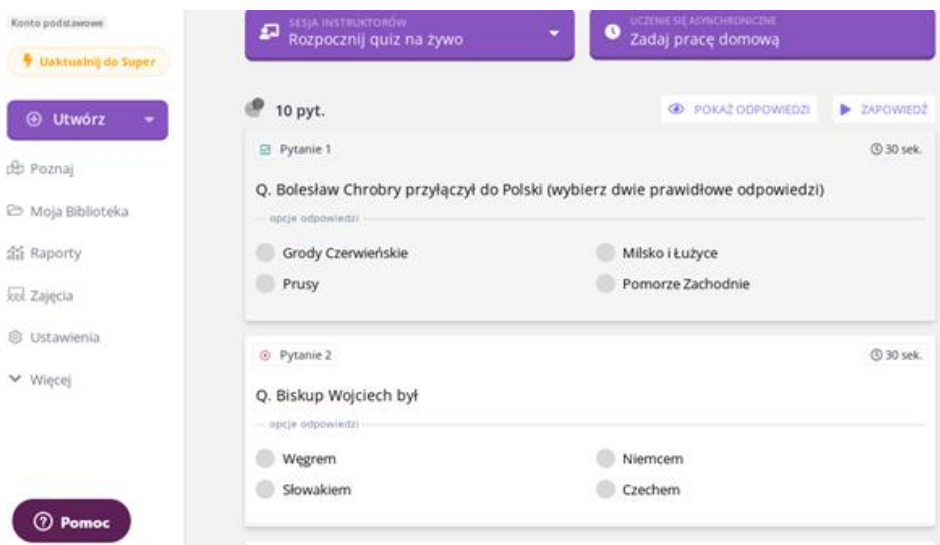 Konto podstawowe
Uaktualnij do Super
Utwórz
Poznaj
Moja Biblioteka
Raporty
Zajęcia
Ustawienia
Więcej
Pomoc
SESJA INSTRUKTORÓW
Rozpocznij quiz na żywo
UCZENIE SIĘ ASYNCHRONICZNE
Zadaj pracę domową
10 pyt.
POKAŻ ODPOWIEDZI
ZAPOWIEDŹ
Pytanie 1
30 sek.
Q. Bolesław Chrobry przyłączył do Polski (wybierz dwie prawidłowe odpowiedzi)
opcje odpowiedzi
Grody Czerwieńskie
Milsko i Łużyce
Prusy
Pomorze Zachodnie
Pytanie 2
30 sek.
Q. Biskup Wojciech był
opcje odpowiedzi
Węgrem
Niemcem
Słowakiem
Czechem